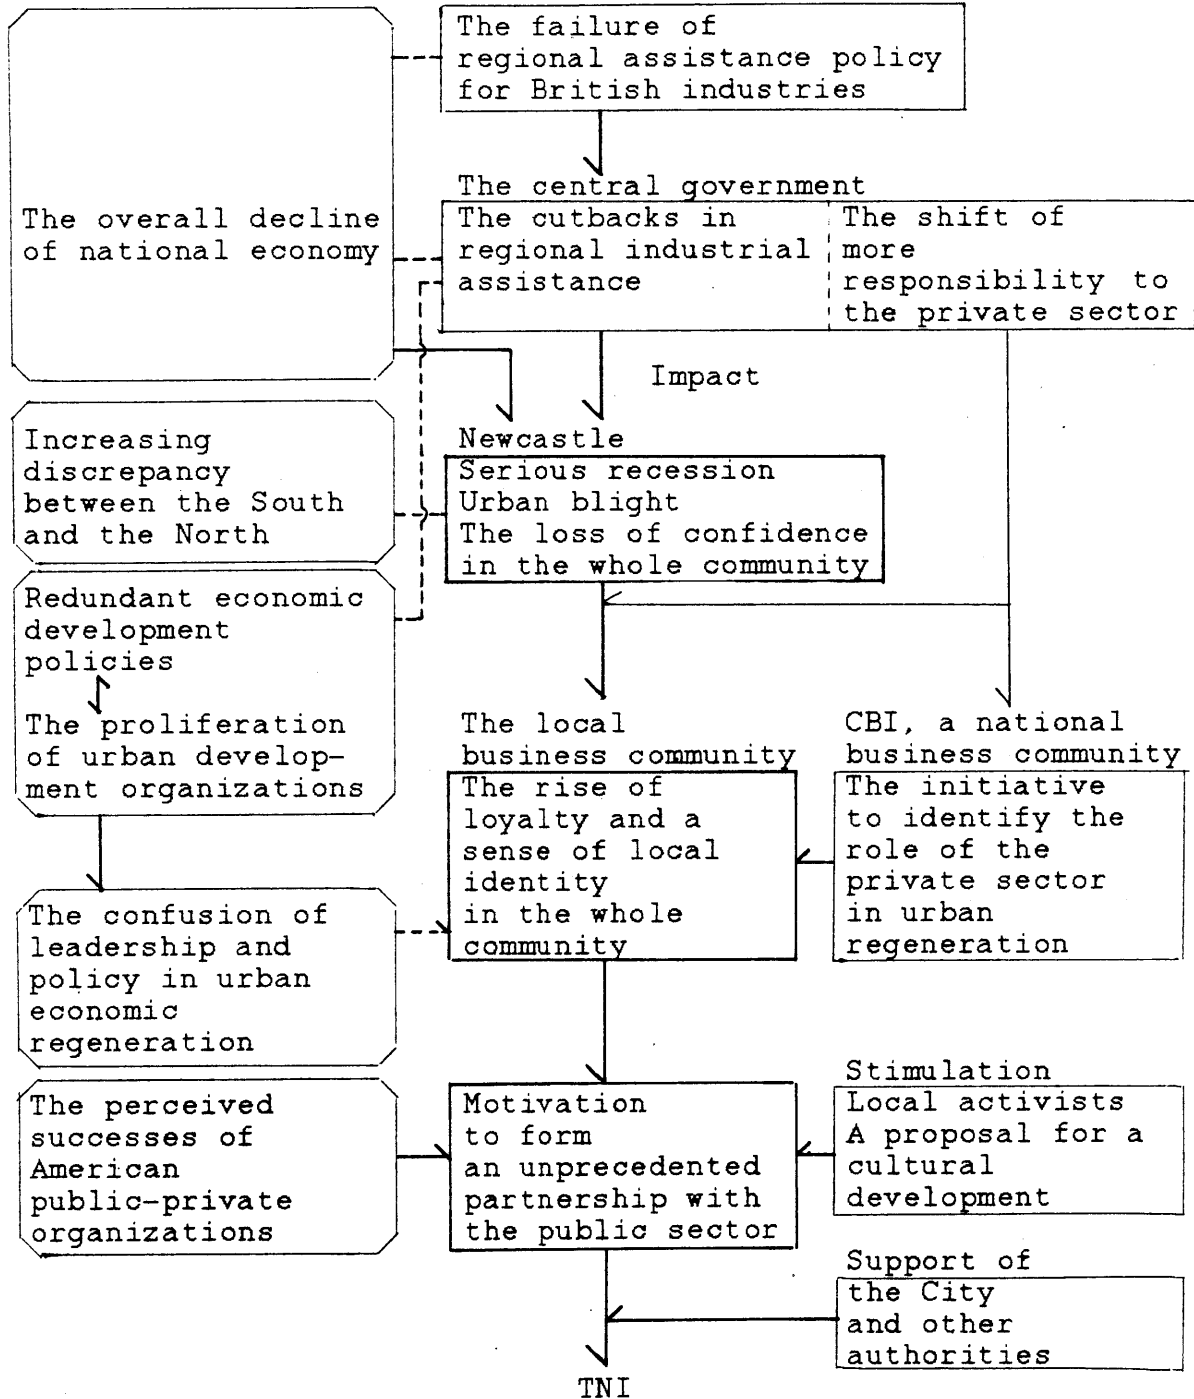 The failure of
regional assistance policy
for British industries
The overall decline
of national economy
The central government
The cutbacks in
regional industrial
assistance
The shift of
more
responsibility to
the private sector
Impact
Increasing
discrepancy
between the South
and the North
Newcastle
Serious recession
Urban blight
The loss of confidence
in the whole community
Redundant economic
development
policies
The proliferation
of urban develop-
ment organizations
The local
business community
The rise of
loyalty and a
sense of local
identity
in the whole
community
CBI, a national
business community
The initiative
to identify the
role of the
private sector
in urban
regeneration
The confusion of
leadership and
policy in urban
economic
regeneration
The perceived
successes of
American
public-private
organizations
Motivation
to form
an unprecedented
partnership with
the public sector
Stimulation
Local activists
A proposal for a
cultural
development
Support of
the City
and other
authorities
TNI